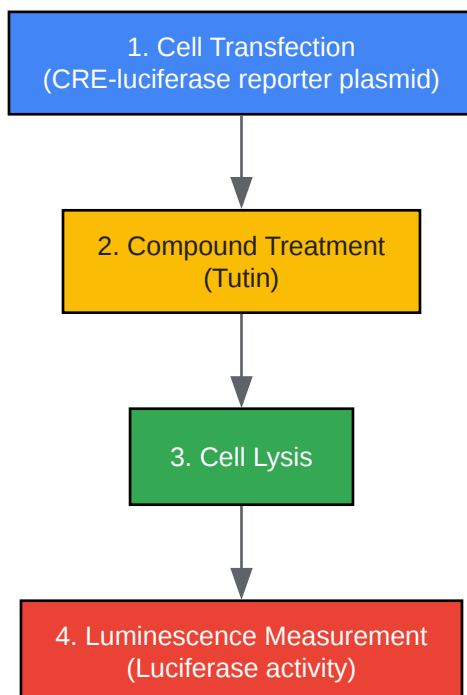 1. Cell Transfection
(CRE-luciferase reporter plasmid)
2. Compound Treatment
(Tutin)
3. Cell Lysis
4. Luminescence Measurement
(Luciferase activity)